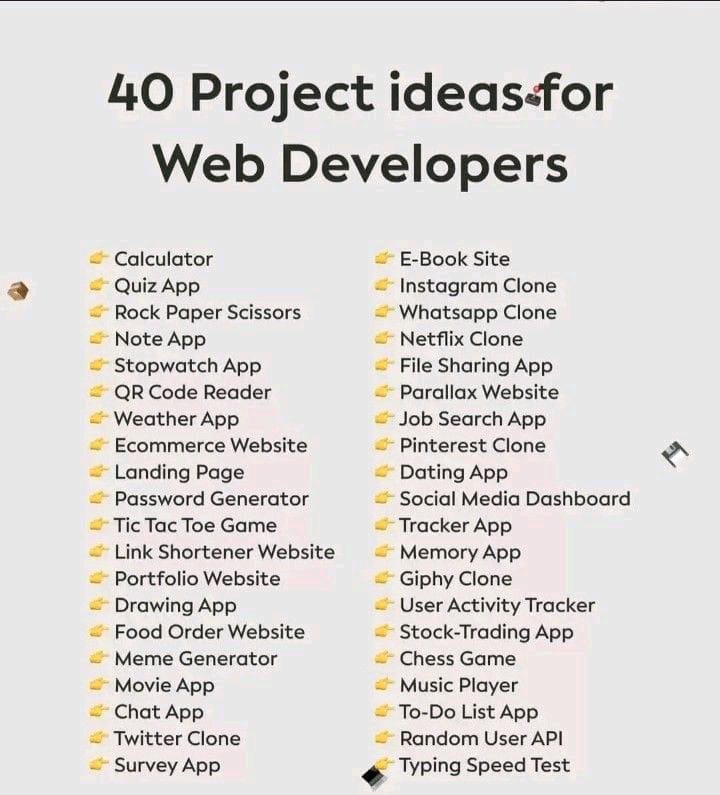 40 Project ideas for
Web Developers
👉 Calculator
👉 Quiz App
👉 Rock Paper Scissors
👉 Note App
👉 Stopwatch App
👉 QR Code Reader
👉 Weather App
👉 Ecommerce Website
👉 Landing Page
👉 Password Generator
👉 Tic Tac Toe Game
👉 Link Shortener Website
👉 Portfolio Website
👉 Drawing App
👉 Food Order Website
👉 Meme Generator
👉 Movie App
👉 Chat App
👉 Twitter Clone
👉 Survey App
👉 E-Book Site
👉 Instagram Clone
👉 Whatsapp Clone
👉 Netflix Clone
👉 File Sharing App
👉 Parallax Website
👉 Job Search App
👉 Pinterest Clone
👉 Dating App
👉 Social Media Dashboard
👉 Tracker App
👉 Memory App
👉 Giphy Clone
👉 User Activity Tracker
👉 Stock-Trading App
👉 Chess Game
👉 Music Player
👉 To-Do List App
👉 Random User API
👉 Typing Speed Test